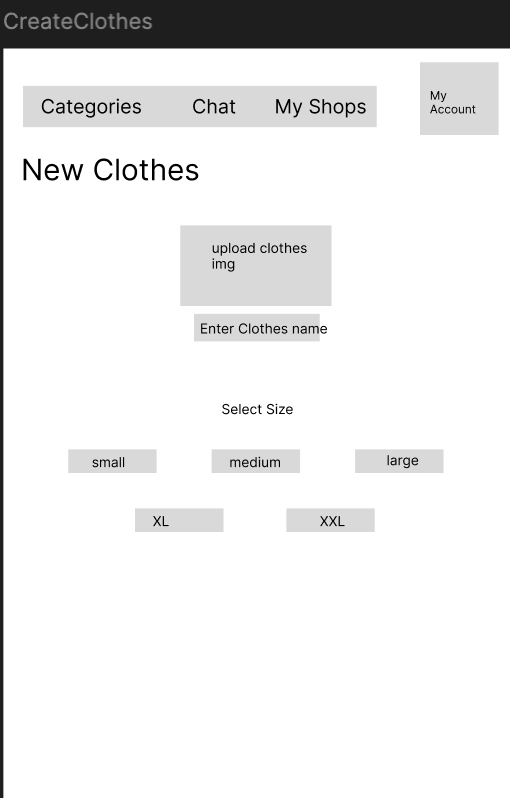 CreateClothes
Categories Chat My Shops
My
Account
New Clothes
upload clothes
img
Enter Clothes name
Select Size
small medium large
XL XXL